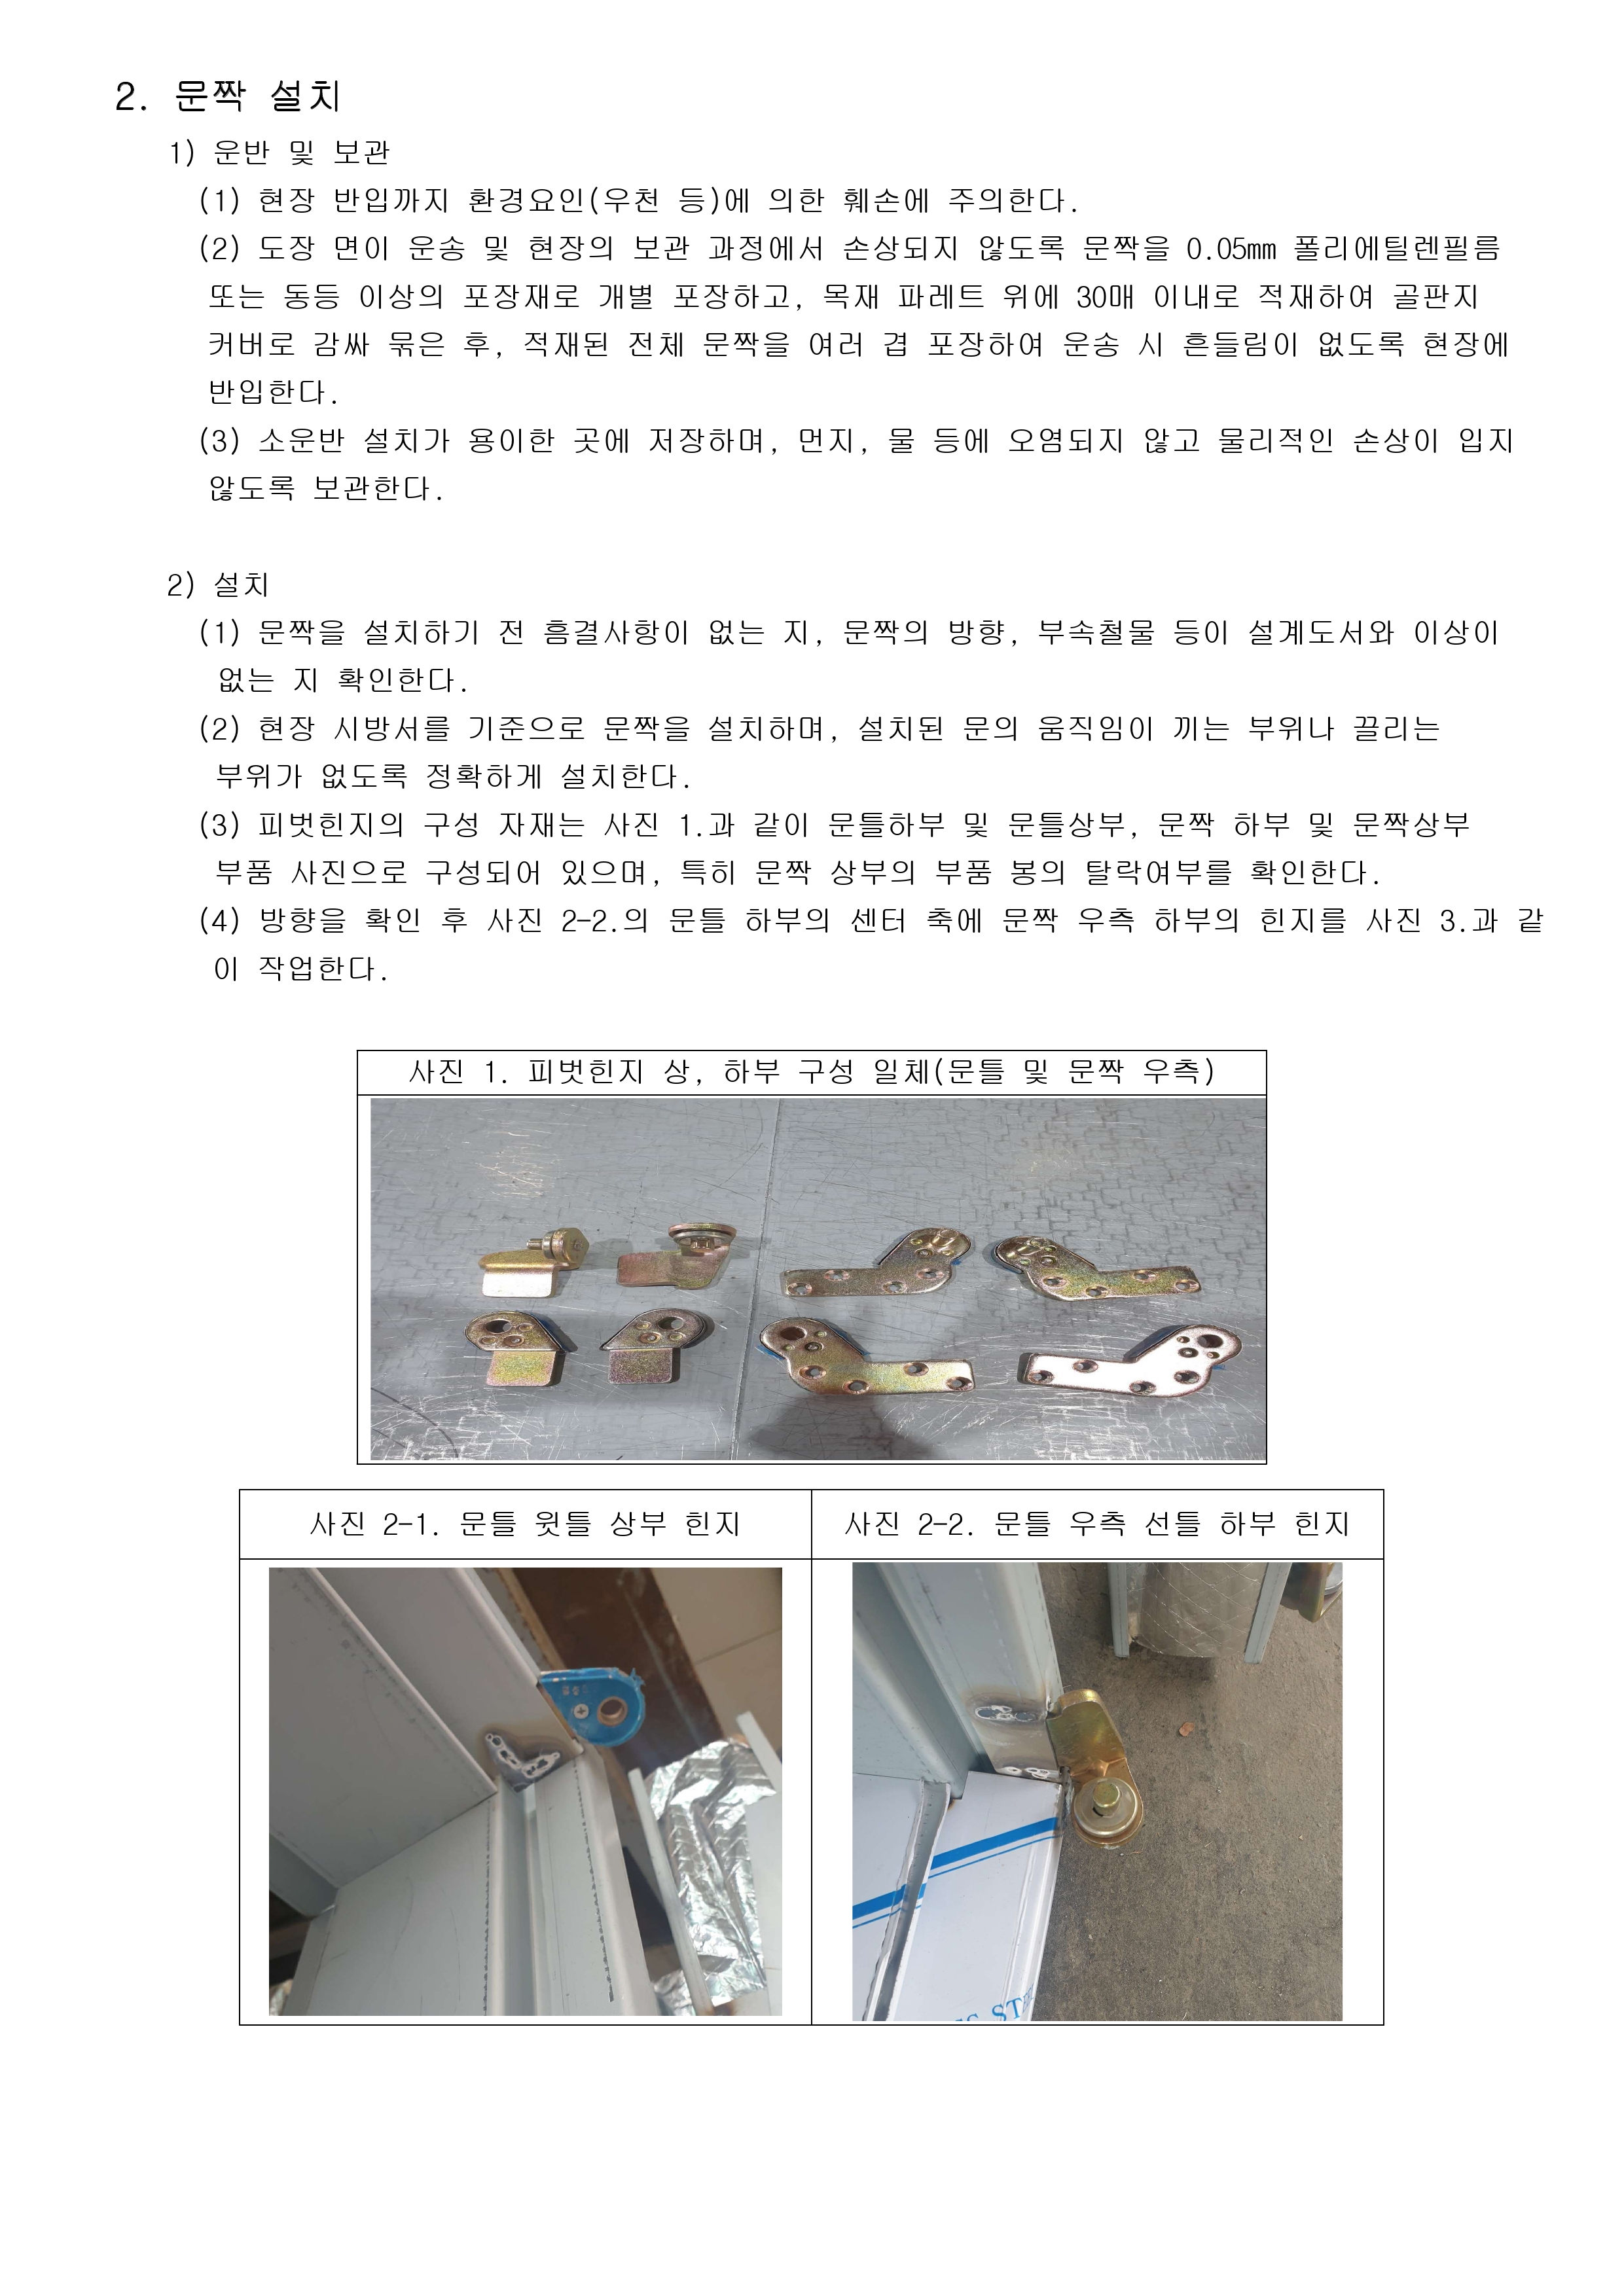 2. 문짝 설치
1) 운반 및 보관
(1) 현장 반입까지 환경요인(우천 등)에 의한 훼손에 주의한다.
(2) 도장 면이 운송 및 현장의 보관 과정에서 손상되지 않도록 문짝을 0.05mm 폴리에틸렌필름
또는 동등 이상의 포장재로 개별 포장하고, 목재 파레트 위에 30매 이내로 적재하여 골판지
커버로 감싸 묶은 후, 적재된 전체 문짝을 여러 겹 포장하여 운송 시 흔들림이 없도록 현장에
반입한다.
(3) 소운반 설치가 용이한 곳에 저장하며, 먼지, 물 등에 오염되지 않고 물리적인 손상이 입지
않도록 보관한다.
2) 설치
(1) 문짝을 설치하기 전 흠결사항이 없는 지, 문짝의 방향, 부속철물 등이 설계도서와 이상이
없는 지 확인한다.
(2) 현장 시방서를 기준으로 문짝을 설치하며, 설치된 문의 움직임이 끼는 부위나 끌리는
부위가 없도록 정확하게 설치한다.
(3) 피벗힌지의 구성 자재는 사진 1.과 같이 문틀하부 및 문틀상부, 문짝 하부 및 문짝상부
부품 사진으로 구성되어 있으며, 특히 문짝 상부의 부품 봉의 탈락여부를 확인한다.
(4) 방향을 확인 후 사진 2-2.의 문틀 하부의 센터 축에 문짝 우측 하부의 힌지를 사진 3.과 같
이 작업한다.
사진 1. 피벗힌지 상, 하부 구성 일체(문틀 및 문짝 우측)
사진 2-1. 문틀 윗틀 상부 힌지
사진 2-2. 문틀 우측 선틀 하부 힌지